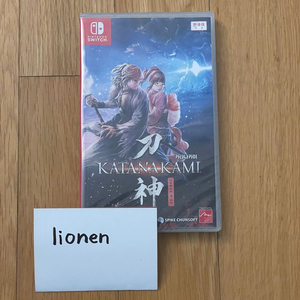 NINTENDO
SWITCH
刀
KATANAKAMI
神
SPIKE CHUNSOFT
lionen